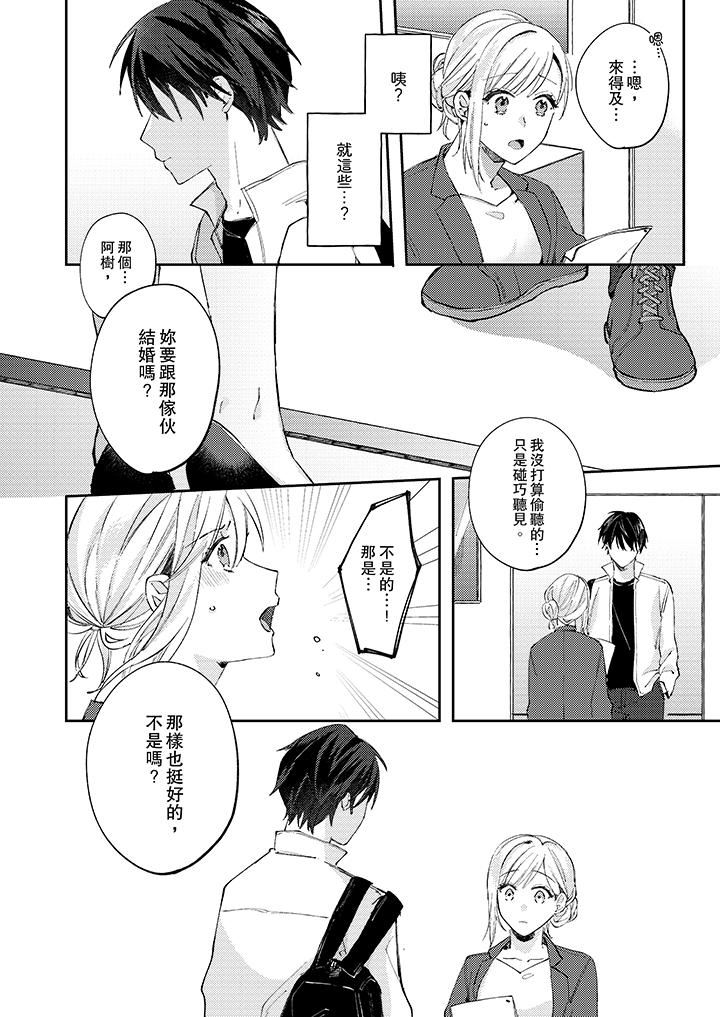 嗯…
…嗯，
來得及…
咦？
就這些…？
那個…
阿樹，
妳要跟那傢伙
結婚嗎？
我沒打算偷聽的…
只是碰巧聽見。
不是的…！
那是…
那樣也挺好的，
不是嗎？